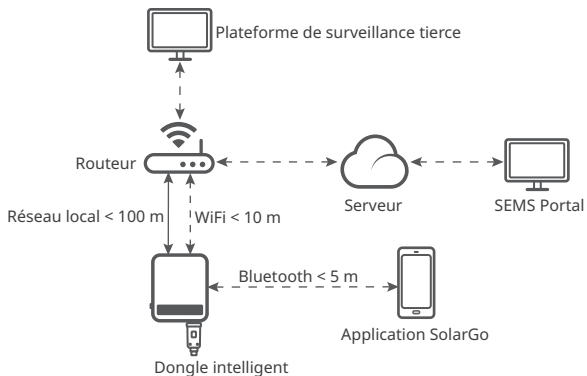 Plateforme de surveillance tierce
Routeur
Serveur
SEMS Portal
Réseau local < 100 m
WiFi < 10 m
Bluetooth < 5 m
Application SolarGo
Dongle intelligent